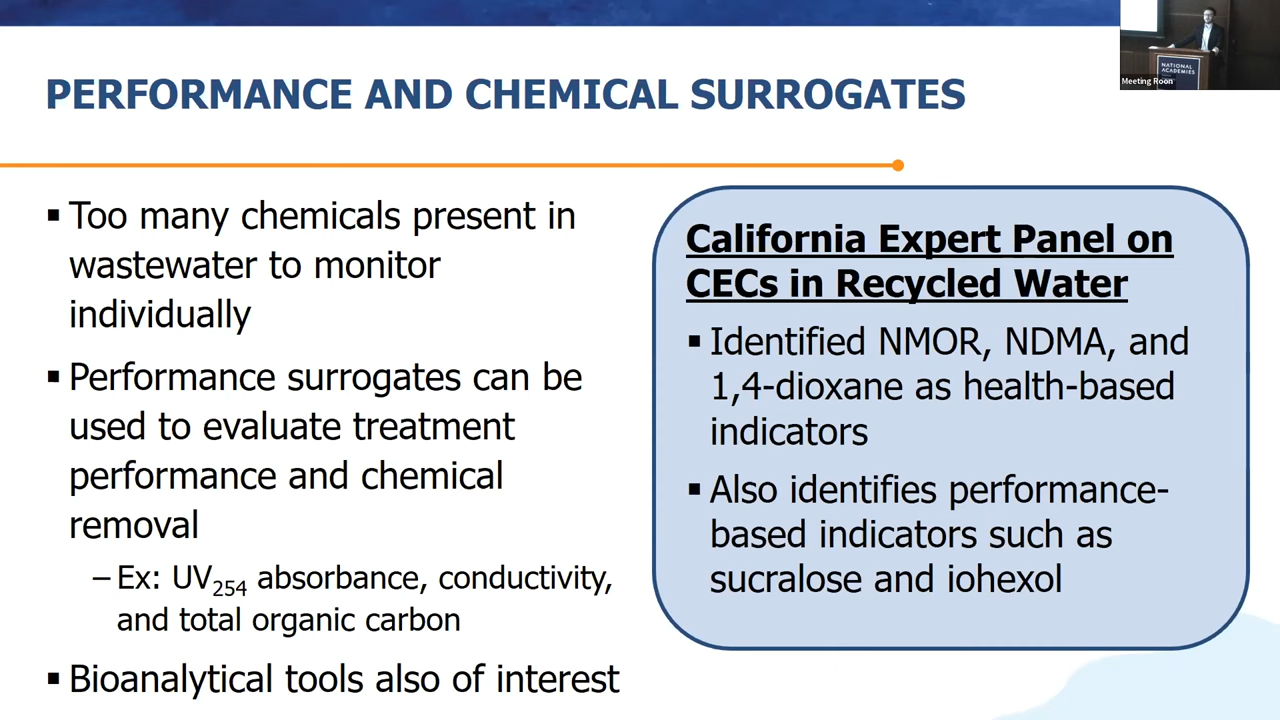 PERFORMANCE AND CHEMICAL SURROGATES
▪ Too many chemicals present in
wastewater to monitor
individually
▪ Performance surrogates can be
used to evaluate treatment
performance and chemical
removal
– Ex: UV254 absorbance, conductivity,
and total organic carbon
▪ Bioanalytical tools also of interest
California Expert Panel on
CECs in Recycled Water
▪ Identified NMOR, NDMA, and
1,4-dioxane as health-based
indicators
▪ Also identifies performance-
based indicators such as
sucralose and iohexol
NATIONAL
ACADEMIES
Meeting Room